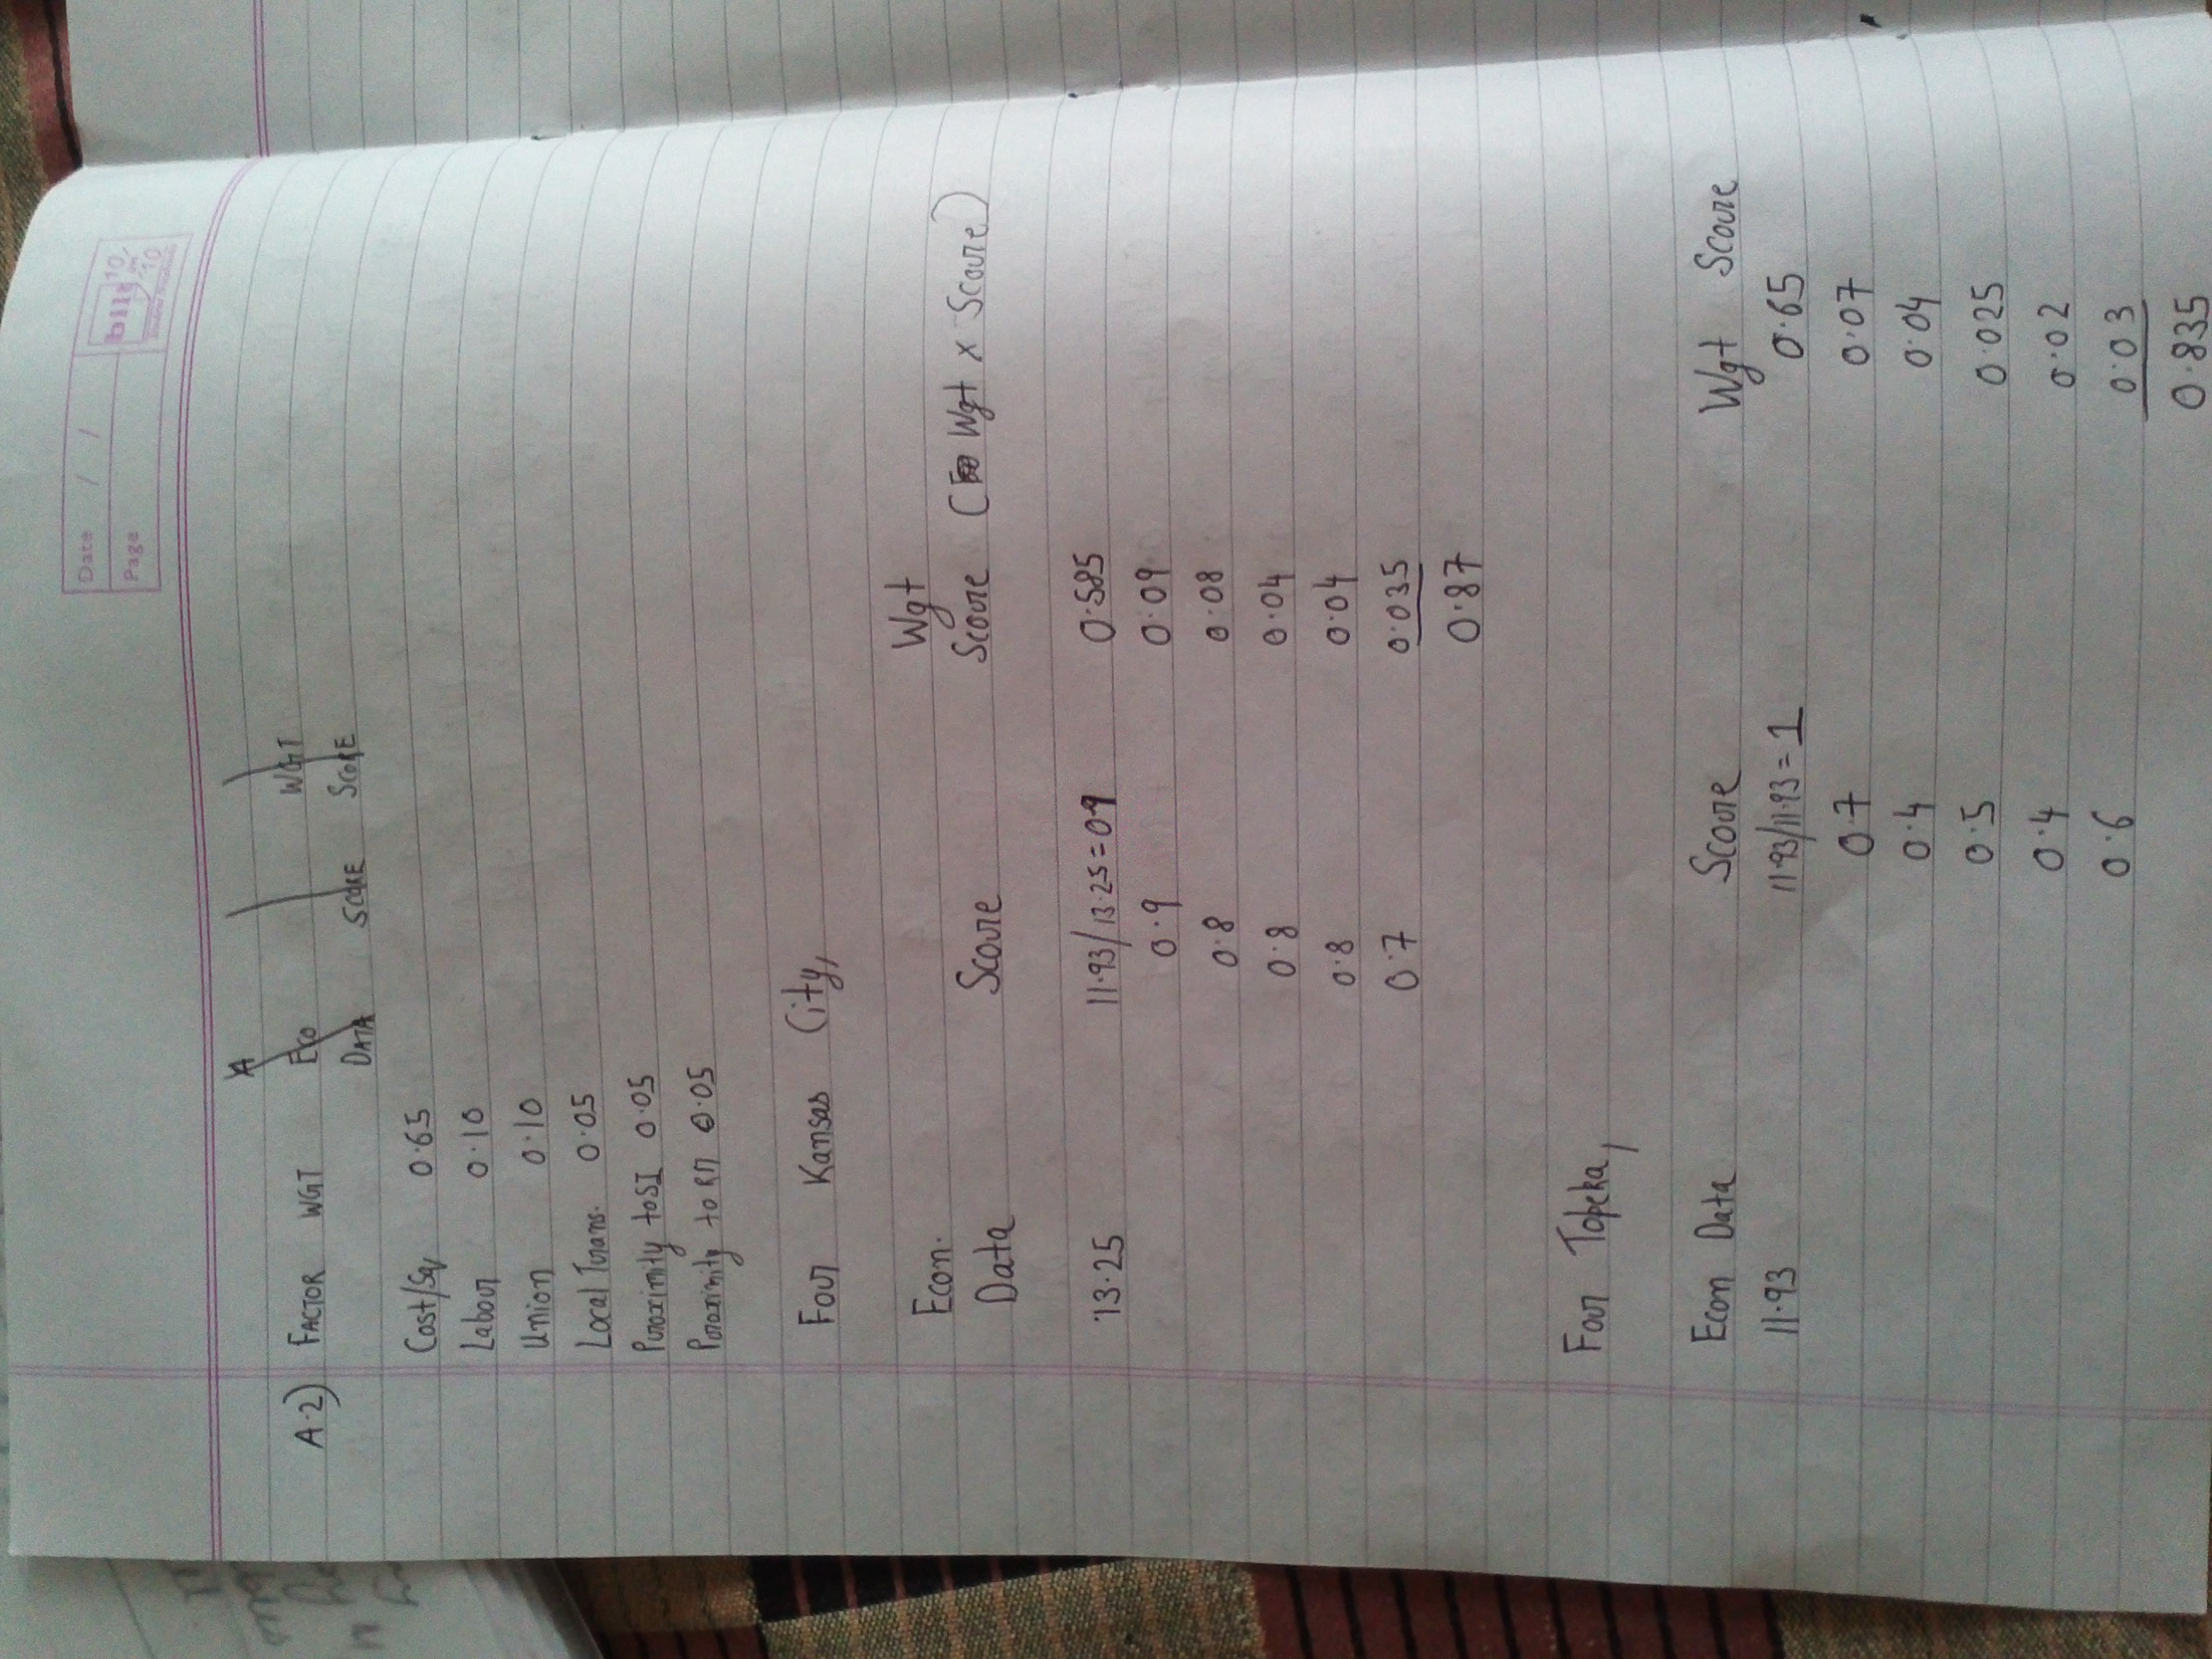 Date / /
Page
bilt
A.2) FACTOR WGT ECO DATA SCORE WGT SCORE
Cost/Sq 0.65
Labour 0.10
Union 0.10
Local Trans. 0.05
Proximity to SI 0.05
Proximity to RM 0.05
For Kansas City,
Econ. Data Score Wgt Score ( Wgt x Score)
13.25 11.93/13.25=0.9 0.585
0.9 0.09
0.8 0.08
0.8 0.04
0.8 0.04
0.7 0.035
0.87
For Topeka,
Econ Data Score Wgt Score
11.93 11.93/11.93=1 0.65
0.7 0.07
0.4 0.04
0.5 0.025
0.4 0.02
0.6 0.03
0.835